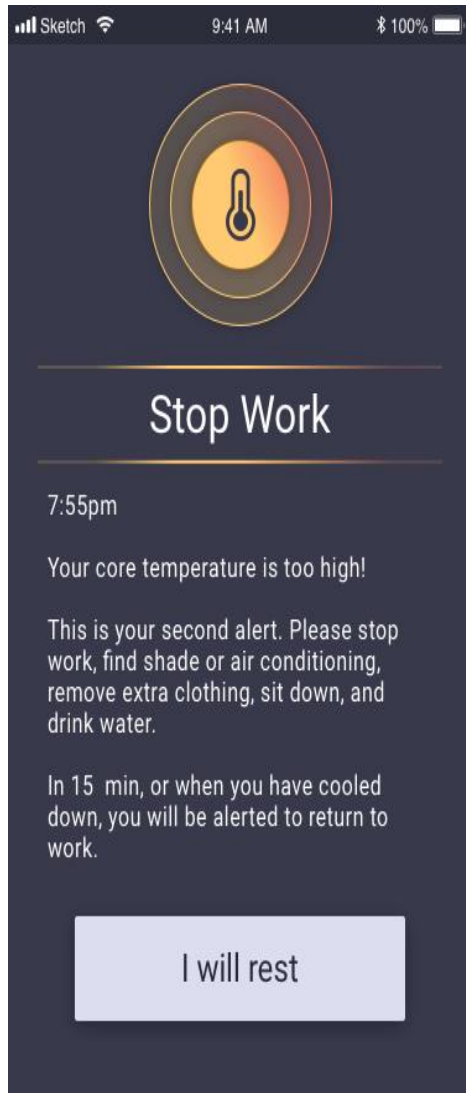 Sketch 9:41 AM 100%
Stop Work
7:55pm
Your core temperature is too high!
This is your second alert. Please stop
work, find shade or air conditioning,
remove extra clothing, sit down, and
drink water.
In 15 min, or when you have cooled
down, you will be alerted to return to
work.
I will rest